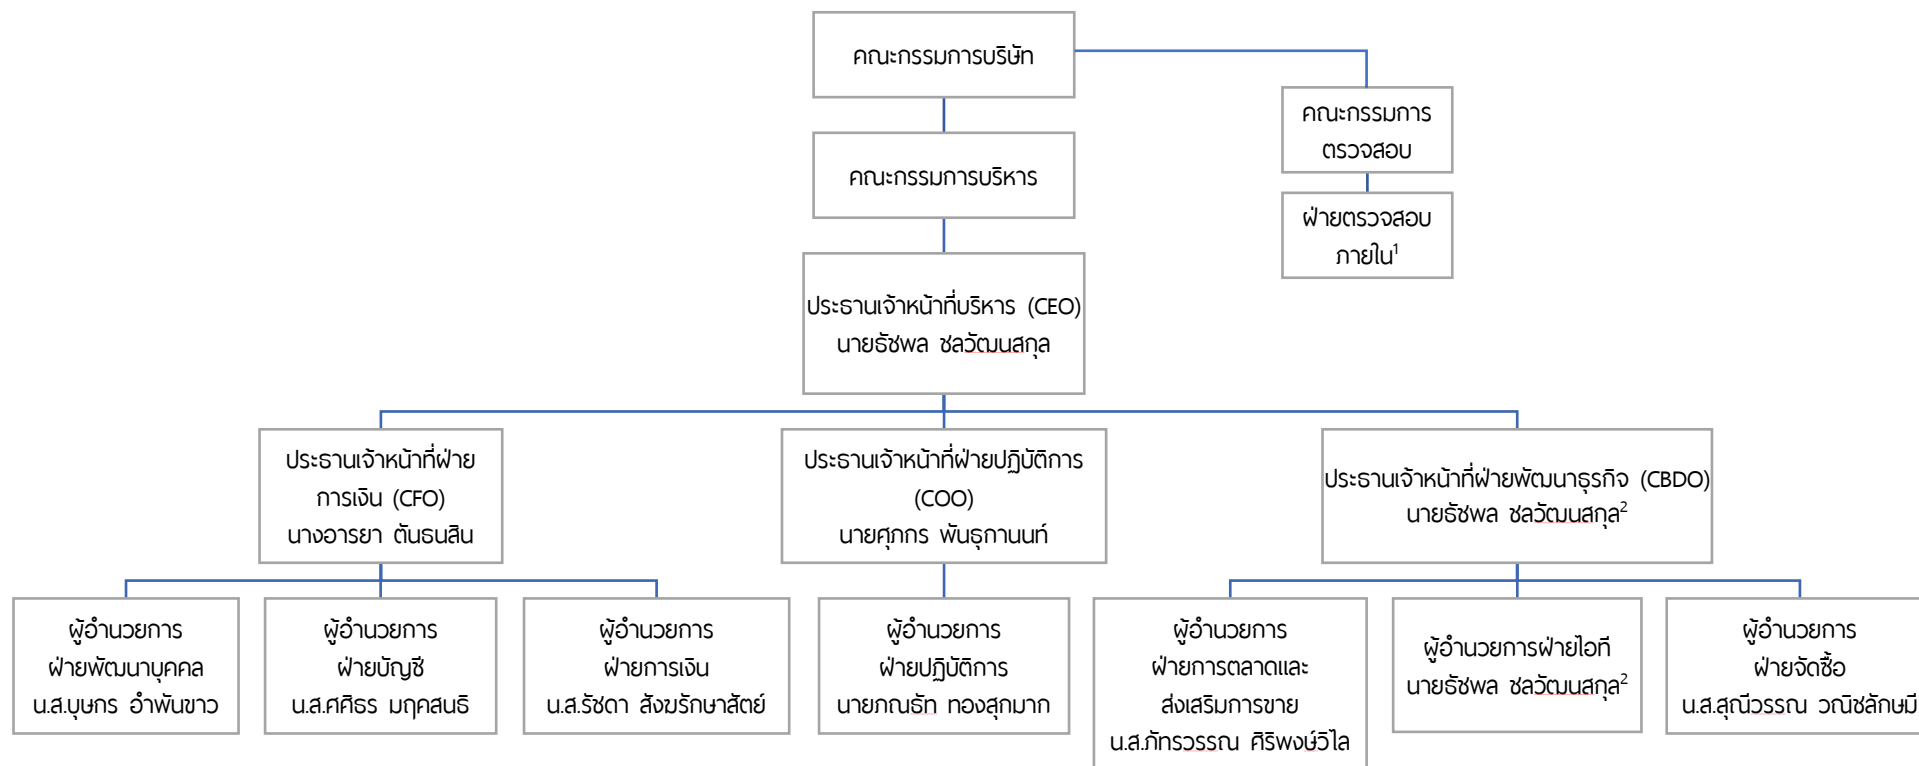 คณะกรรมการบริษัท
คณะกรรมการ
ตรวจสอบ
คณะกรรมการบริหาร
ฝ่ายตรวจสอบ
ภายใน¹
ประธานเจ้าหน้าที่บริหาร (CEO)
นายธัชพล ชลวัฒนสกุล
ประธานเจ้าหน้าที่ฝ่าย
การเงิน (CFO)
นางอารยา ตันธนสิน
ประธานเจ้าหน้าที่ฝ่ายปฏิบัติการ
(COO)
นายศุภกร พันธุกานนท์
ประธานเจ้าหน้าที่ฝ่ายพัฒนาธุรกิจ (CBDO)
นายธัชพล ชลวัฒนสกุล²
ผู้อำนวยการ
ฝ่ายพัฒนาบุคคล
น.ส.บุษกร อำพันขาว
ผู้อำนวยการ
ฝ่ายบัญชี
น.ส.ศศิธร มฤคสนธิ
ผู้อำนวยการ
ฝ่ายการเงิน
น.ส.รัชดา สังฆรักษาสัตย์
ผู้อำนวยการ
ฝ่ายปฏิบัติการ
นายภณธัท ทองสุกมาก
ผู้อำนวยการ
ฝ่ายการตลาดและ
ส่งเสริมการขาย
น.ส.ภัทรวรรณ ศิริพงษ์วิไล
ผู้อำนวยการฝ่ายไอที
นายธัชพล ชลวัฒนสกุล²
ผู้อำนวยการ
ฝ่ายจัดซื้อ
น.ส.สุณีวรรณ วณิชลักษมี